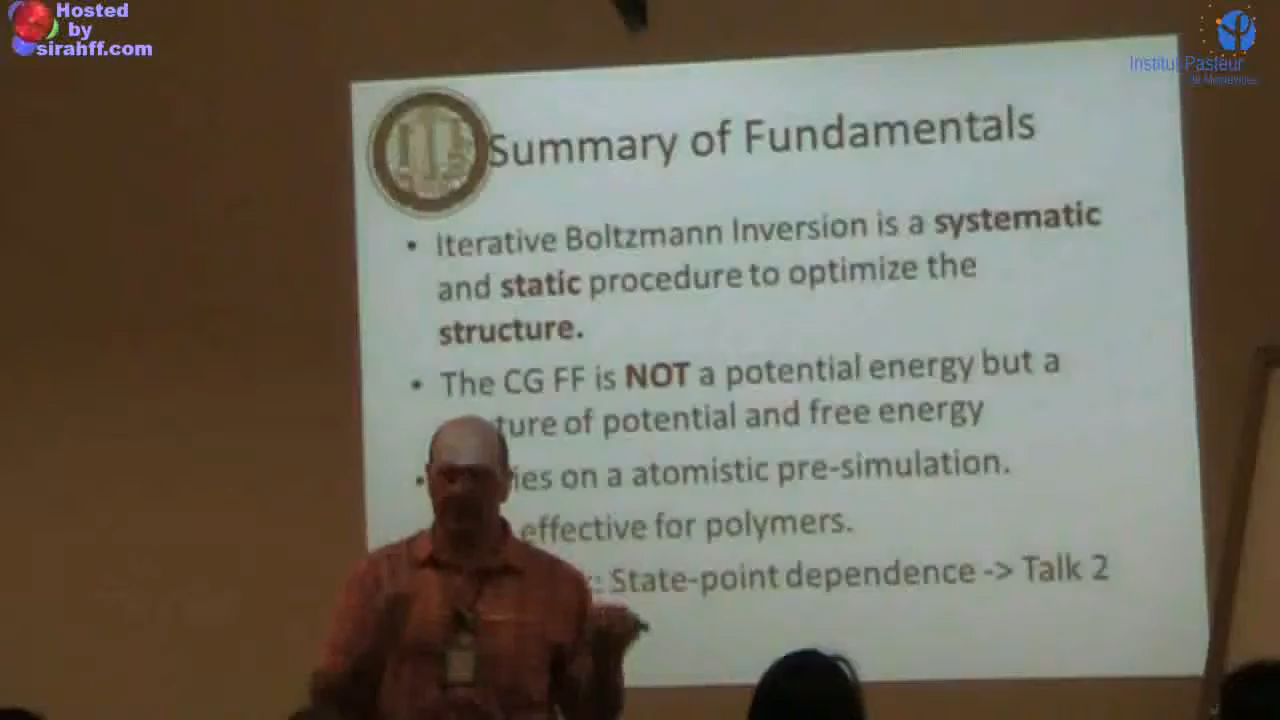 Hosted
by
sirahff.com
Institut Pasteur
de Montevideo
Summary of Fundamentals
• Iterative Boltzmann Inversion is a systematic
and static procedure to optimize the
structure.
• The CG FF is NOT a potential energy but a
ture of potential and free energy
• ies on a atomistic pre-simulation.
effective for polymers.
: State-point dependence -> Talk 2